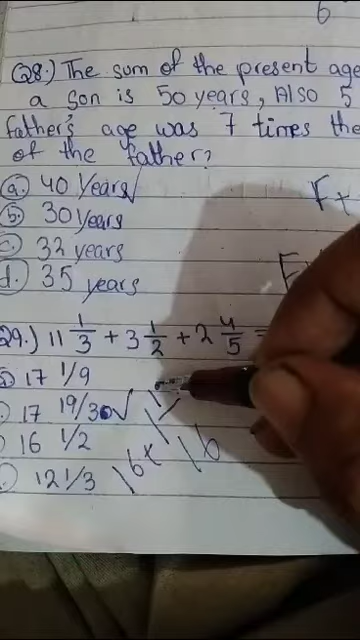 6
Q8.) The sum of the present age
a son is 50 years, Also 5
father's age was 7 times the
of the father?
a. 40 Years√
b. 30 years
c. 32 years
d. 35 years
F+
F
Q9.) 11 1/3 + 3 1/2 + 2 4/5 =
17 1/9
17 19/30 √
16 1/2
12 1/3
16+ 16